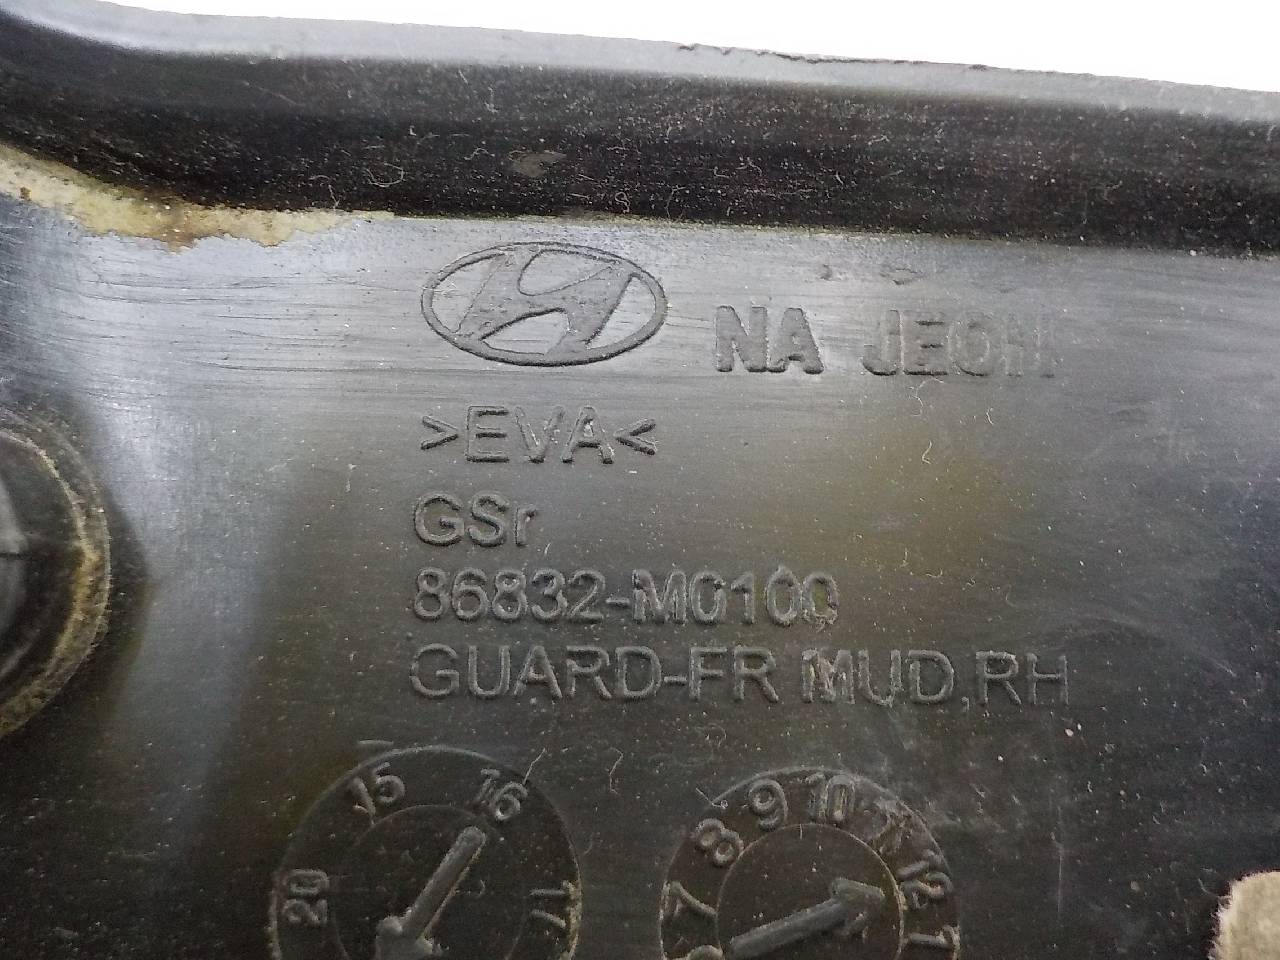 NA JEON
>EVA<
GSr
86832-M0100
GUARD-FR MUD,RH
15 16 17 20
7 8 9 10 11 12 1